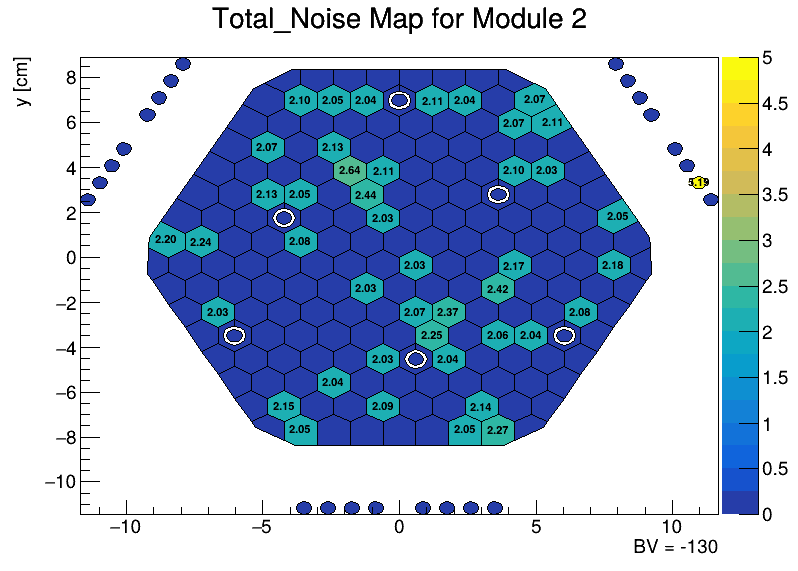 Total_Noise Map for Module 2
y [cm]
8
6
4
2
0
−2
−4
−6
−8
−10
2.10 2.05 2.04 2.11 2.04 2.07
2.07 2.11
2.07 2.13
2.64 2.11 2.10 2.03
5.19
2.13 2.05 2.44
2.03 2.05
2.20 2.24 2.08
2.03 2.17 2.18
2.03 2.42
2.03 2.07 2.37 2.08
2.25 2.06 2.04
2.03 2.04
2.04
2.15 2.09 2.14
2.05 2.05 2.27
−10 −5 0 5 10
BV = -130
5
4.5
4
3.5
3
2.5
2
1.5
1
0.5
0